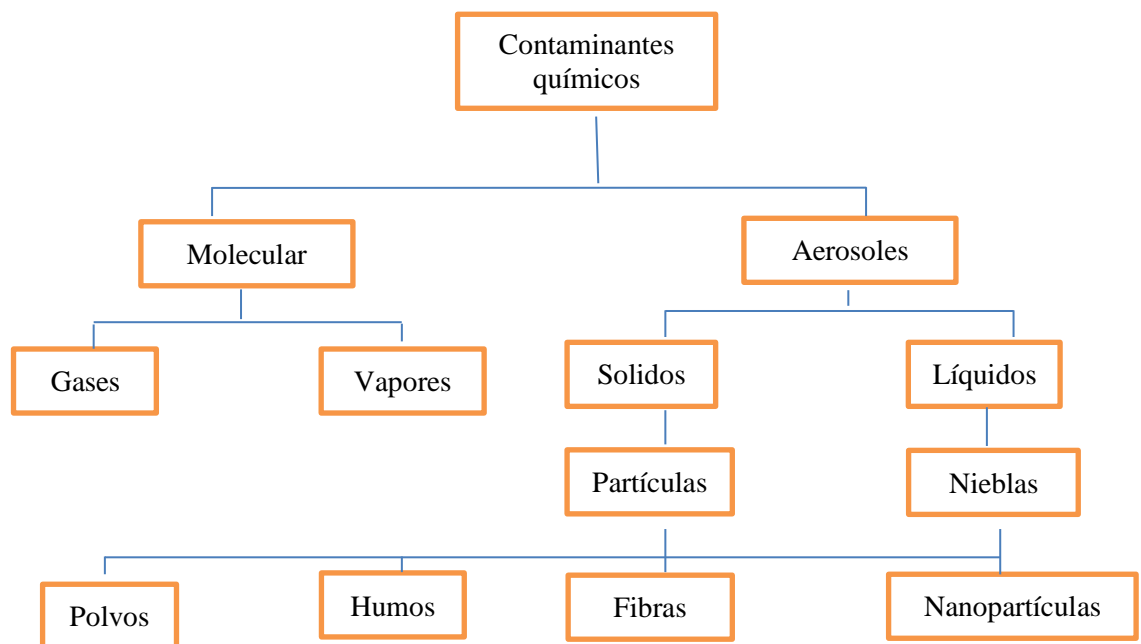 Contaminantes
químicos
Molecular
Aerosoles
Gases
Vapores
Solidos
Líquidos
Partículas
Nieblas
Polvos
Humos
Fibras
Nanopartículas